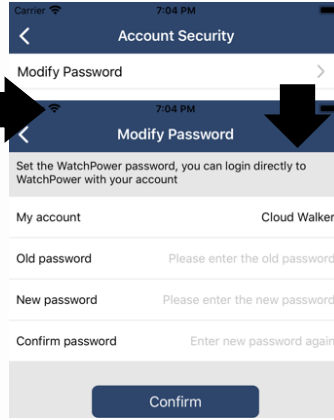 Carrier 7:04 PM
Account Security
Modify Password
7:04 PM
Modify Password
Set the WatchPower password, you can login directly to
WatchPower with your account
My account Cloud Walker
Old password Please enter the old password
New password Please enter the new password
Confirm password Enter new password again
Confirm